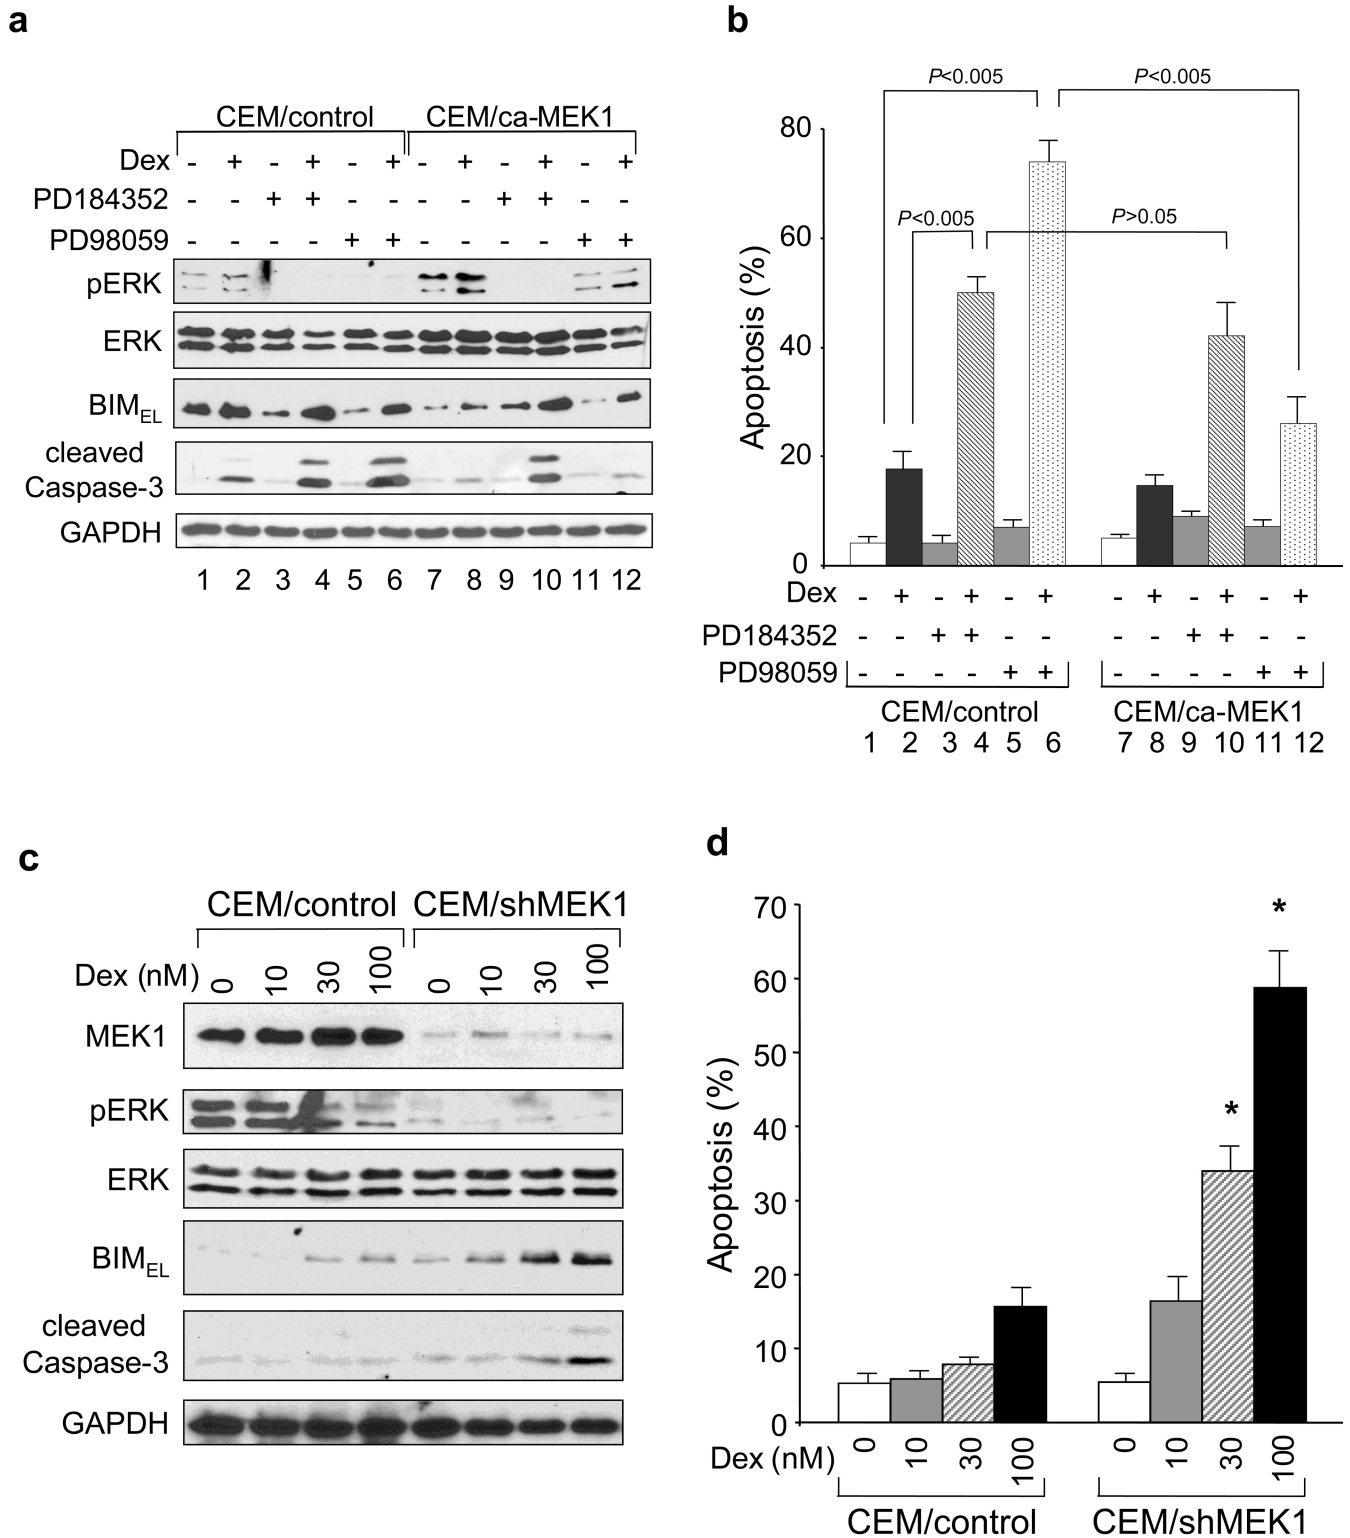 a
CEM/control CEM/ca-MEK1
Dex - + - + - + - + - + - +
PD184352 - - + + - - - - + + - -
PD98059 - - - - + + - - - - + +
pERK
ERK
BIMEL
cleaved
Caspase-3
GAPDH
1 2 3 4 5 6 7 8 9 10 11 12
b
P<0.005 P<0.005
P<0.005 P>0.05
Apoptosis (%)
80
60
40
20
0
Dex - + - + - + - + - + - +
PD184352 - - + + - - - - + + - -
PD98059 - - - - + + - - - - + +
CEM/control CEM/ca-MEK1
1 2 3 4 5 6 7 8 9 10 11 12
c
CEM/control CEM/shMEK1
Dex (nM) 0 10 30 100 0 10 30 100
MEK1
pERK
ERK
BIMEL
cleaved
Caspase-3
GAPDH
d
Apoptosis (%)
70
60
50
40
30
20
10
0
*
*
Dex (nM) 0 10 30 100 0 10 30 100
CEM/control CEM/shMEK1